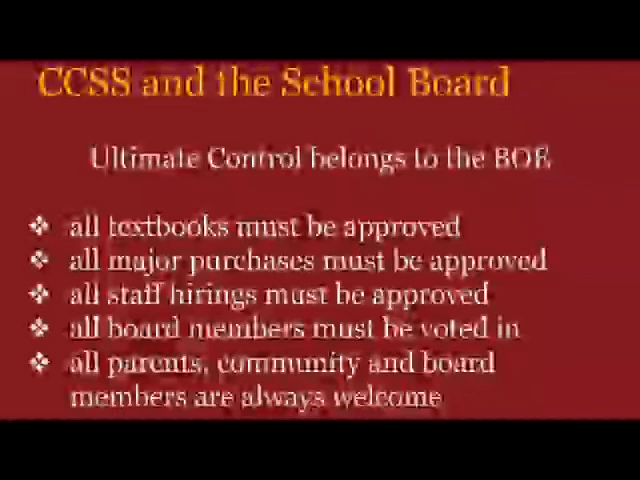 CCSS and the School Board
Ultimate Control belongs to the BOE
❖ all textbooks must be approved
❖ all major purchases must be approved
❖ all staff hirings must be approved
❖ all board members must be voted in
❖ all parents, community and board
members are always welcome